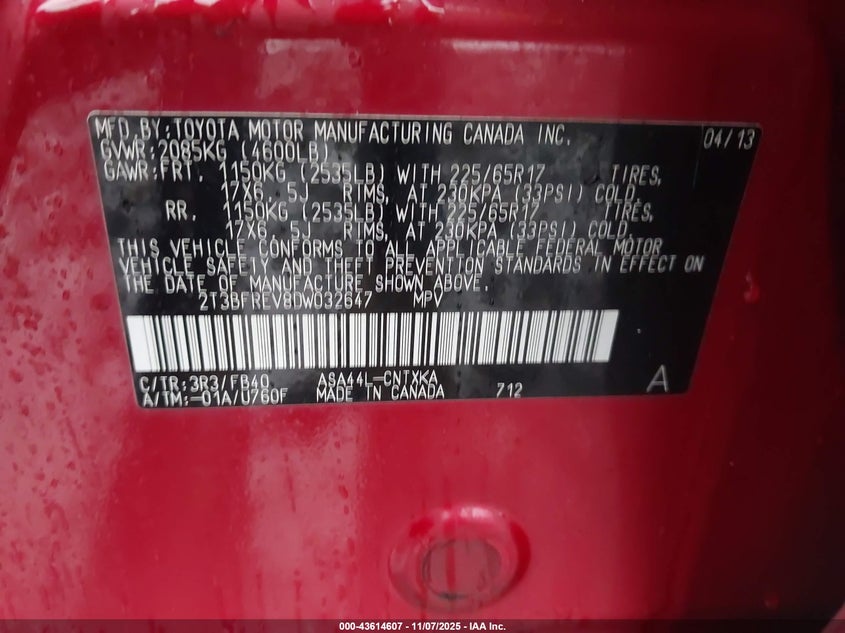 MFD. BY: TOYOTA MOTOR MANUFACTURING CANADA INC. 04/13
GVWR: 2085KG (4600LB)
GAWR: FRT. 1150KG (2535LB) WITH 225/65R17 TIRES,
17X6. 5J RIMS, AT 230KPA (33PSI) COLD.
RR. 1150KG (2535LB) WITH 225/65R17 TIRES,
17X6. 5J RIMS, AT 230KPA (33PSI) COLD.
THIS VEHICLE CONFORMS TO ALL APPLICABLE FEDERAL MOTOR
VEHICLE SAFETY AND THEFT PREVENTION STANDARDS IN EFFECT ON
THE DATE OF MANUFACTURE SHOWN ABOVE.
2T3BFREV8DW032647 MPV
C/TR: 3R3/FB40 ASA44L-CNTXKA A
A/TM: -01A/U760F MADE IN CANADA 712
000-43614607 - 11/07/2025 - IAA Inc.